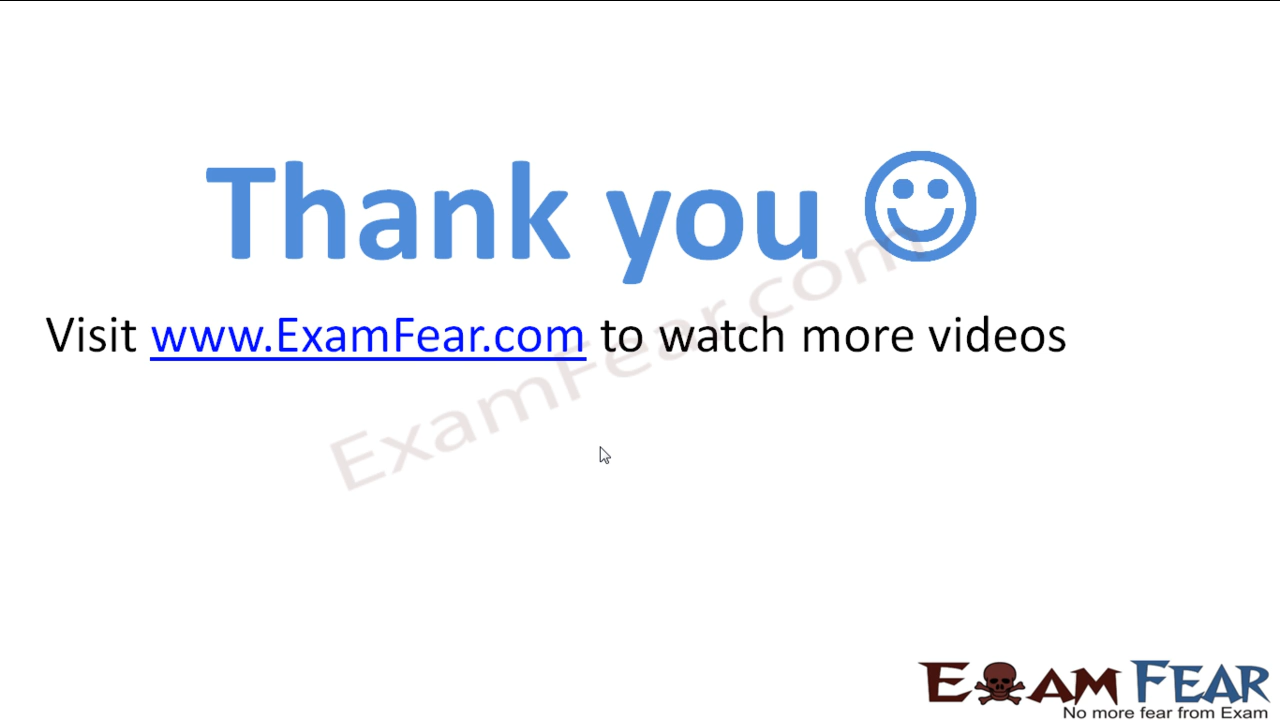 Thank you ☺
Visit www.ExamFear.com to watch more videos
ExamFear.com
EXAM FEAR
No more fear from Exam